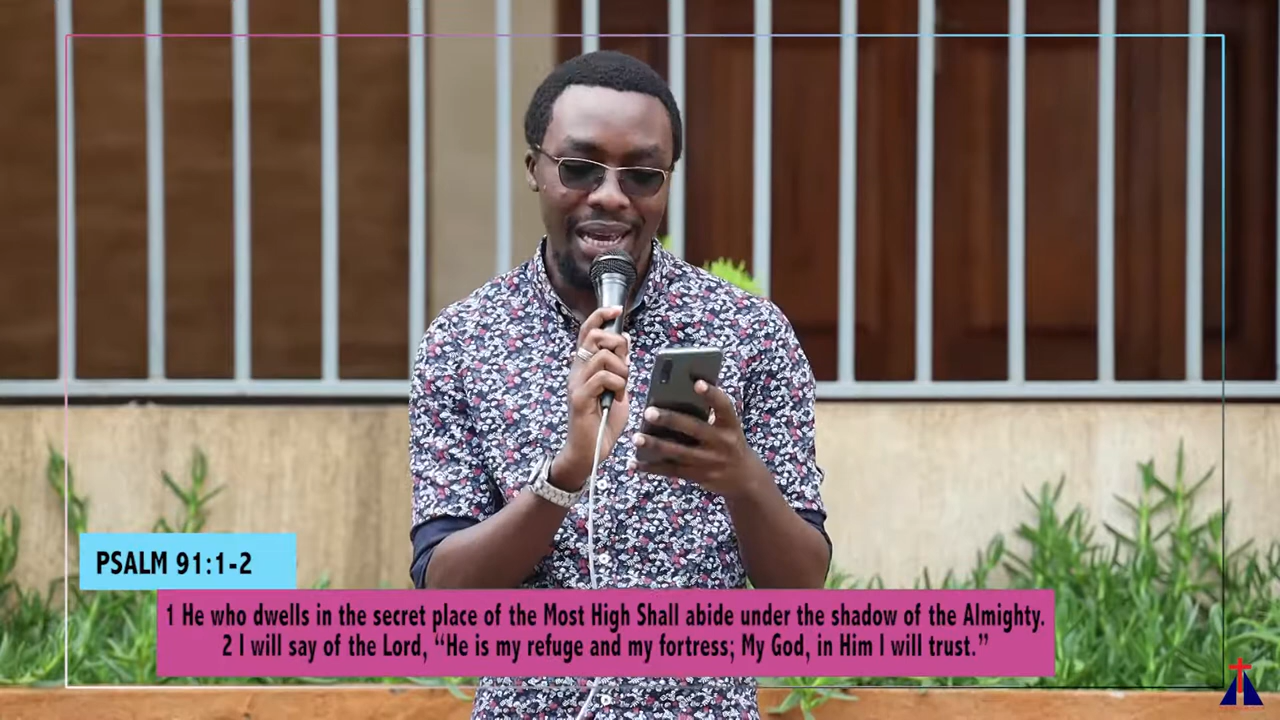 PSALM 91:1-2
1 He who dwells in the secret place of the Most High Shall abide under the shadow of the Almighty.
2 I will say of the Lord, “He is my refuge and my fortress; My God, in Him I will trust.”